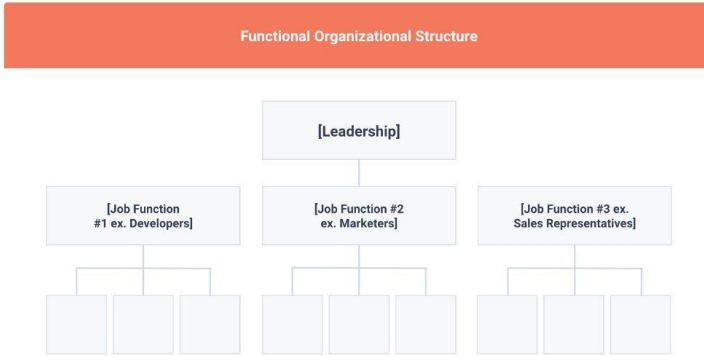 Functional Organizational Structure
[Leadership]
[Job Function
#1 ex. Developers]
[Job Function #2
ex. Marketers]
[Job Function #3 ex.
Sales Representatives]